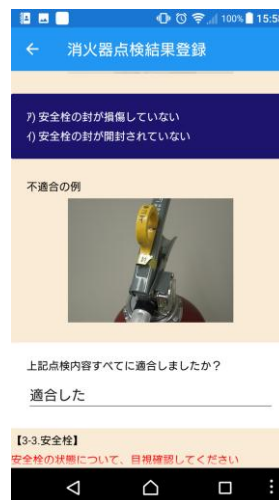 100% 15:5
消火器点検結果登録
ｱ) 安全栓の封が損傷していない
ｲ) 安全栓の封が開封されていない
不適合の例
上記点検内容すべてに適合しましたか？
適合した
【3-3.安全栓】
安全栓の状態について、目視確認してください